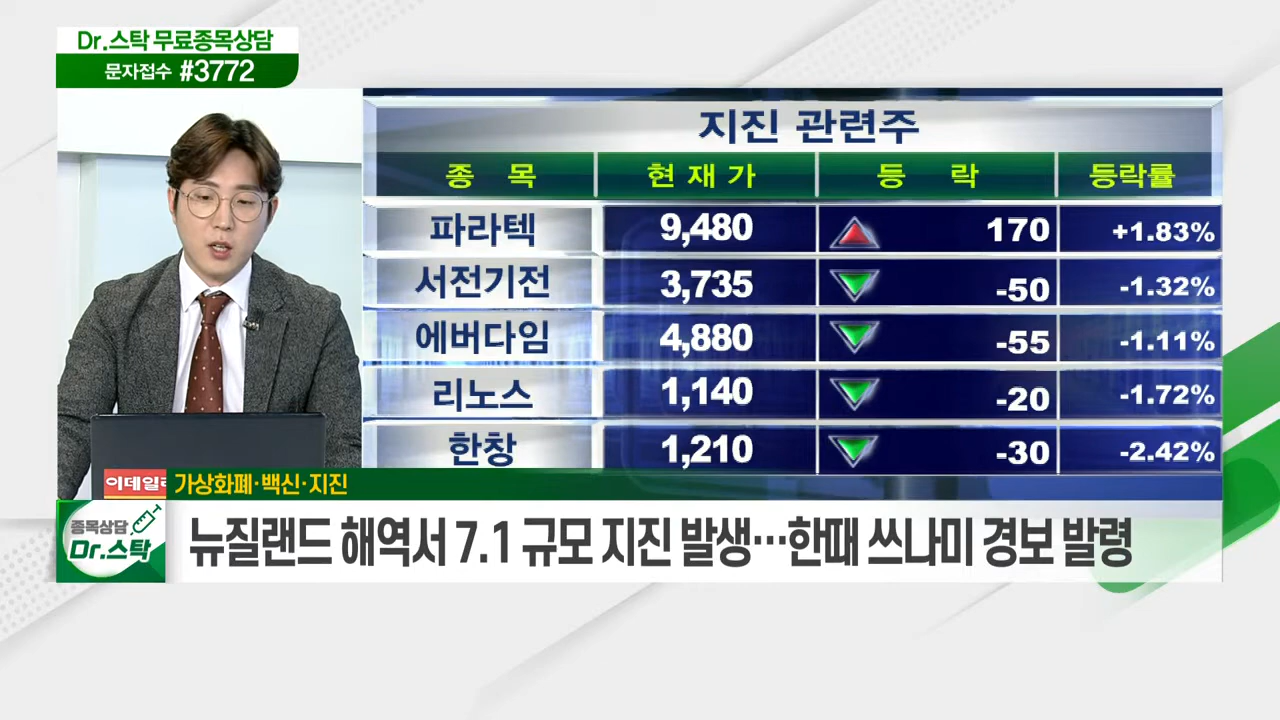 Dr.스탁 무료종목상담
문자접수 #3772
지진 관련주
종 목 현 재 가 등 락 등락률
파라텍 9,480 170 +1.83%
서전기전 3,735 -50 -1.32%
에버다임 4,880 -55 -1.11%
리노스 1,140 -20 -1.72%
한창 1,210 -30 -2.42%
이데일리 가상화폐·백신·지진
종목상담
Dr.스탁
뉴질랜드 해역서 7.1 규모 지진 발생…한때 쓰나미 경보 발령